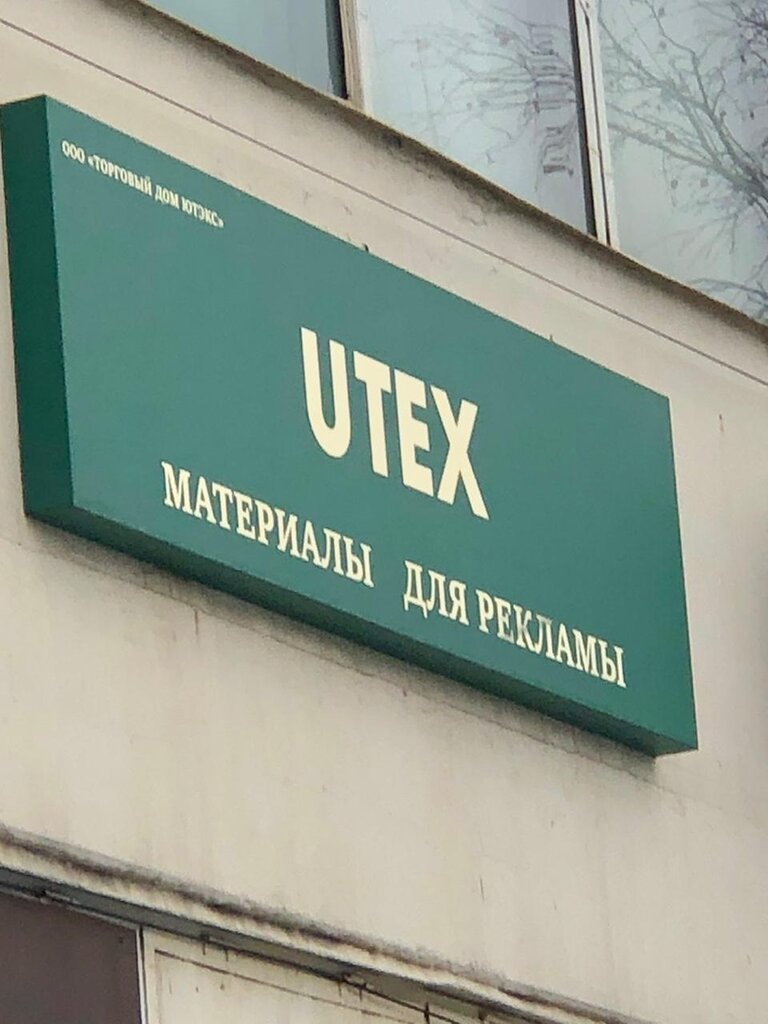 ООО «ТОРГОВЫЙ ДОМ ЮТЭКС»
UTEX
МАТЕРИАЛЫ ДЛЯ РЕКЛАМЫ